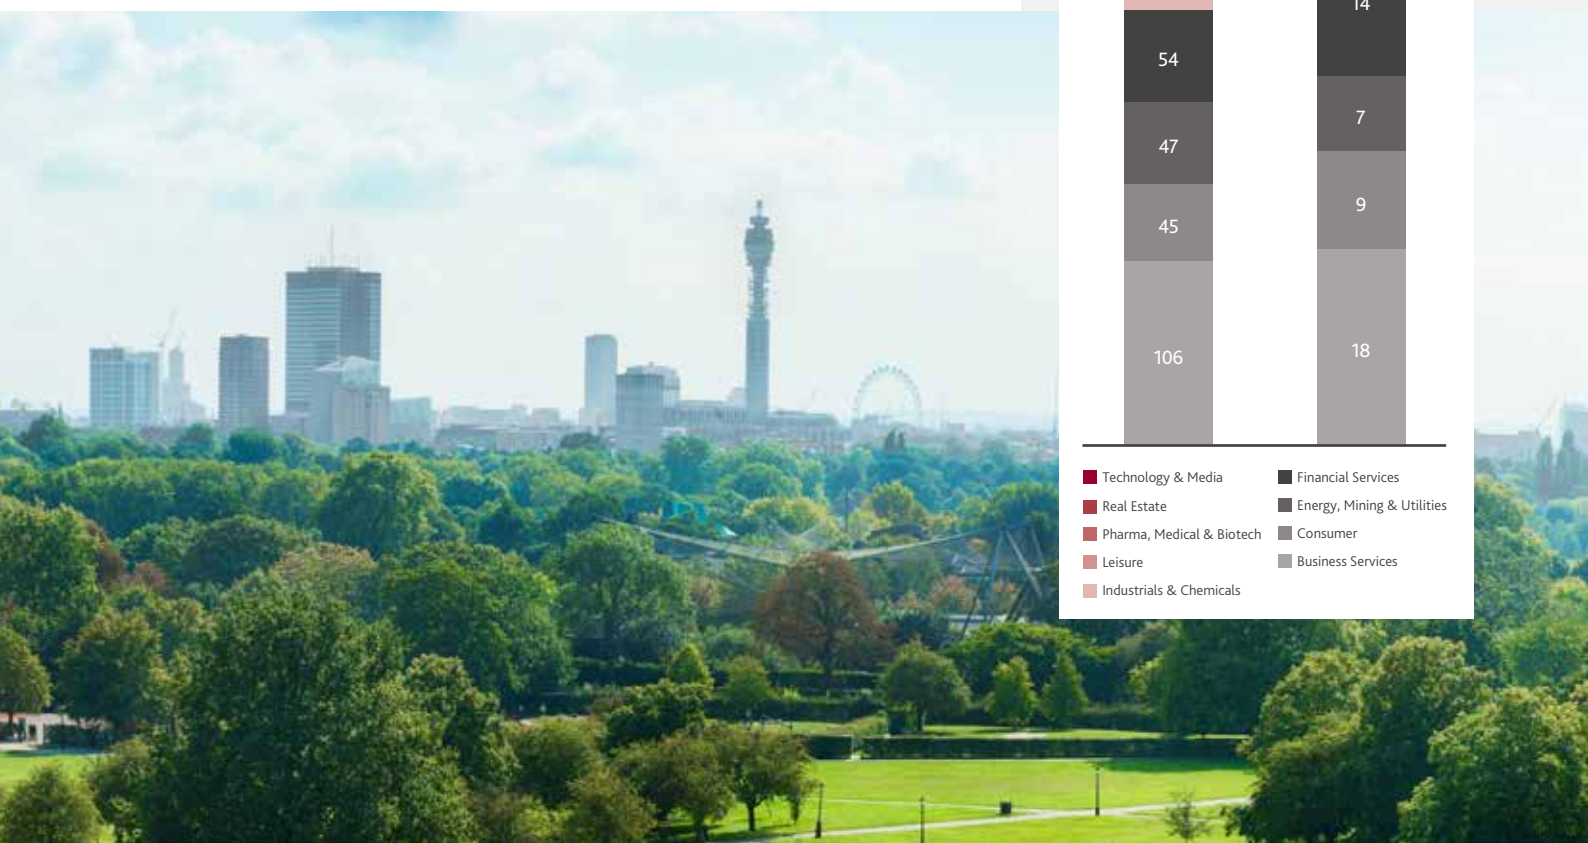 14
54
7
47
9
45
18
106
Technology & Media
Real Estate
Pharma, Medical & Biotech
Leisure
Industrials & Chemicals
Financial Services
Energy, Mining & Utilities
Consumer
Business Services